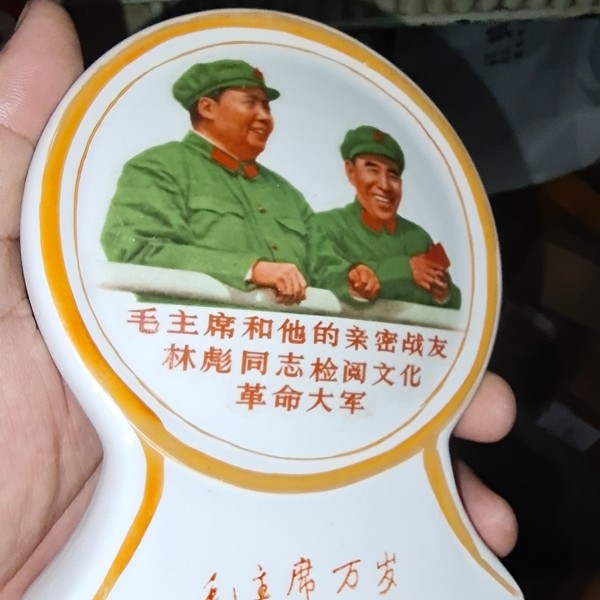 毛主席和他的亲密战友
林彪同志检阅文化
革命大军
毛主席万岁